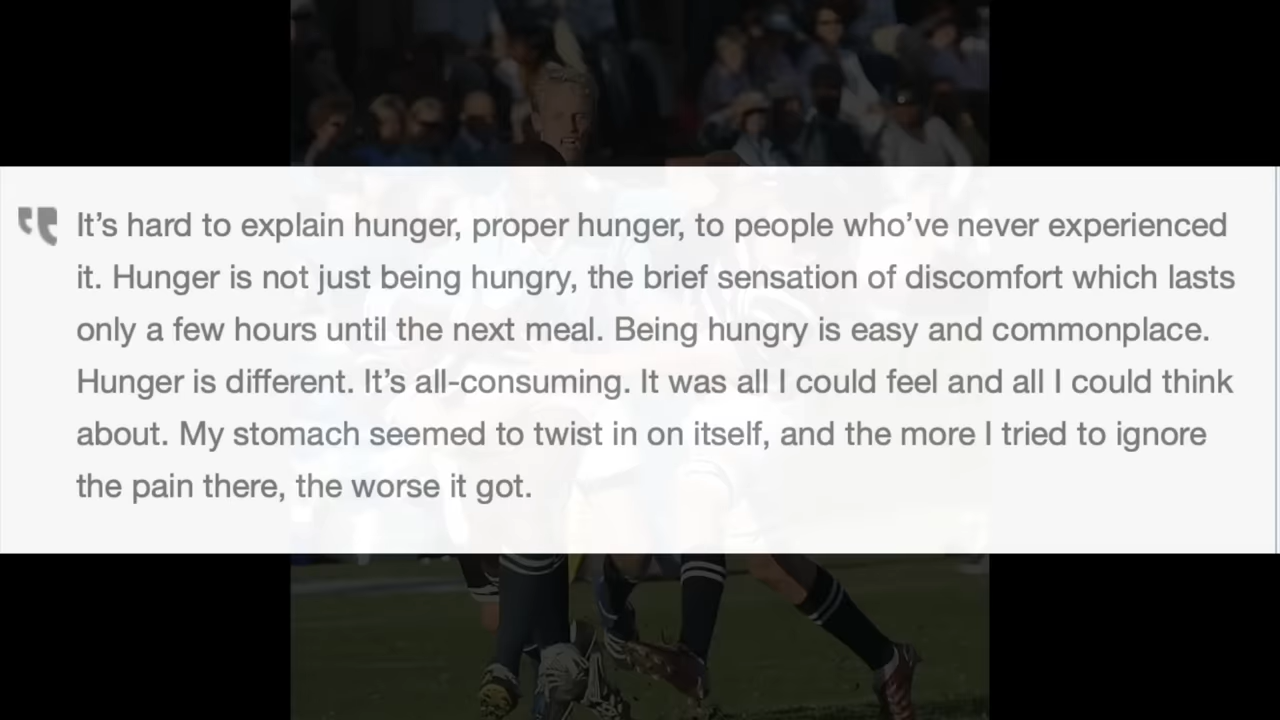 It’s hard to explain hunger, proper hunger, to people who’ve never experienced
it. Hunger is not just being hungry, the brief sensation of discomfort which lasts
only a few hours until the next meal. Being hungry is easy and commonplace.
Hunger is different. It’s all-consuming. It was all I could feel and all I could think
about. My stomach seemed to twist in on itself, and the more I tried to ignore
the pain there, the worse it got.